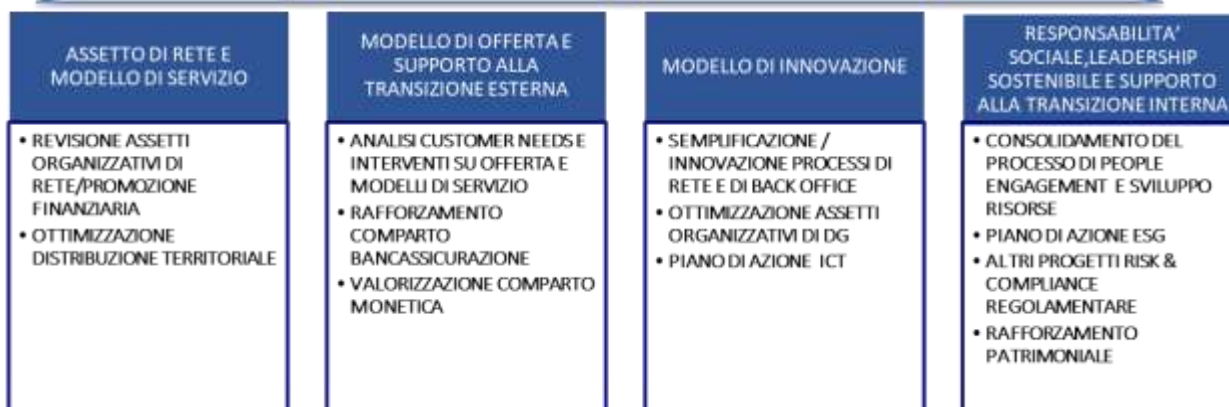 ASSETTO DI RETE E
MODELLO DI SERVIZIO
• REVISIONE ASSETTI
ORGANIZZATIVI DI
RETE/PROMOZIONE
FINANZIARIA
• OTTIMIZZAZIONE
DISTRIBUZIONE TERRITORIALE
MODELLO DI OFFERTA E
SUPPORTO ALLA
TRANSIZIONE ESTERNA
• ANALISI CUSTOMER NEEDS E
INTERVENTI SU OFFERTA E
MODELLI DI SERVIZIO
• RAFFORZAMENTO
COMPARTO
BANCASSICURAZIONE
• VALORIZZAZIONE COMPARTO
MONETICA
MODELLO DI INNOVAZIONE
• SEMPLIFICAZIONE /
INNOVAZIONE PROCESSI DI
RETE E DI BACK OFFICE
• OTTIMIZZAZIONE ASSETTI
ORGANIZZATIVI DI DG
• PIANO DI AZIONE ICT
RESPONSABILITA'
SOCIALE,LEADERSHIP
SOSTENIBILE E SUPPORTO
ALLA TRANSIZIONE INTERNA
• CONSOLIDAMENTO DEL
PROCESSO DI PEOPLE
ENGAGEMENT E SVILUPPO
RISORSE
• PIANO DI AZIONE ESG
• ALTRI PROGETTI RISK &
COMPLIANCE
REGOLAMENTARE
• RAFFORZAMENTO
PATRIMONIALE